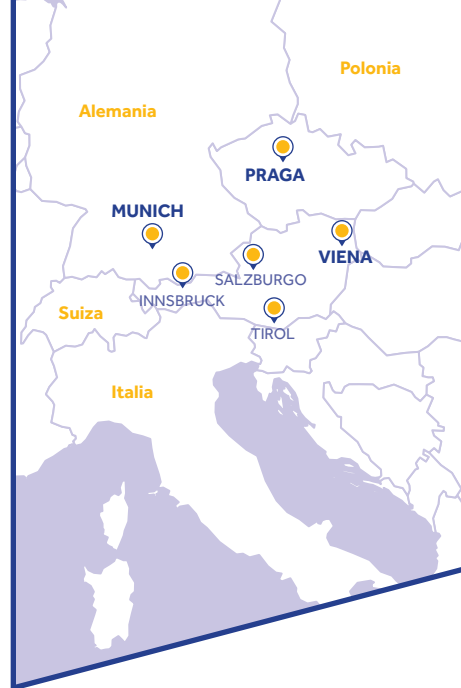 Polonia
Alemania
PRAGA
MUNICH
VIENA
SALZBURGO
INNSBRUCK
Suiza
TIROL
Italia